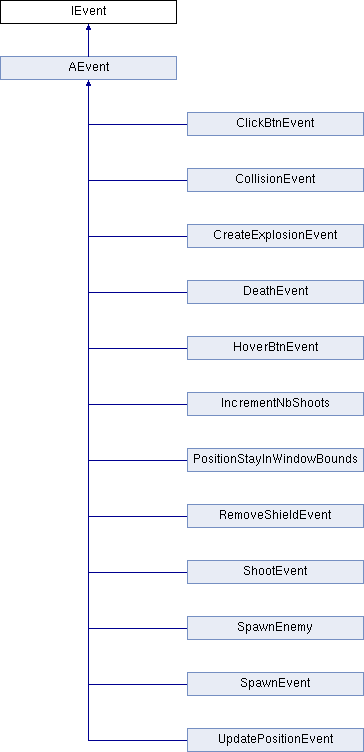 IEvent
AEvent
ClickBtnEvent
CollisionEvent
CreateExplosionEvent
DeathEvent
HoverBtnEvent
IncrementNbShoots
PositionStayInWindowBounds
RemoveShieldEvent
ShootEvent
SpawnEnemy
SpawnEvent
UpdatePositionEvent